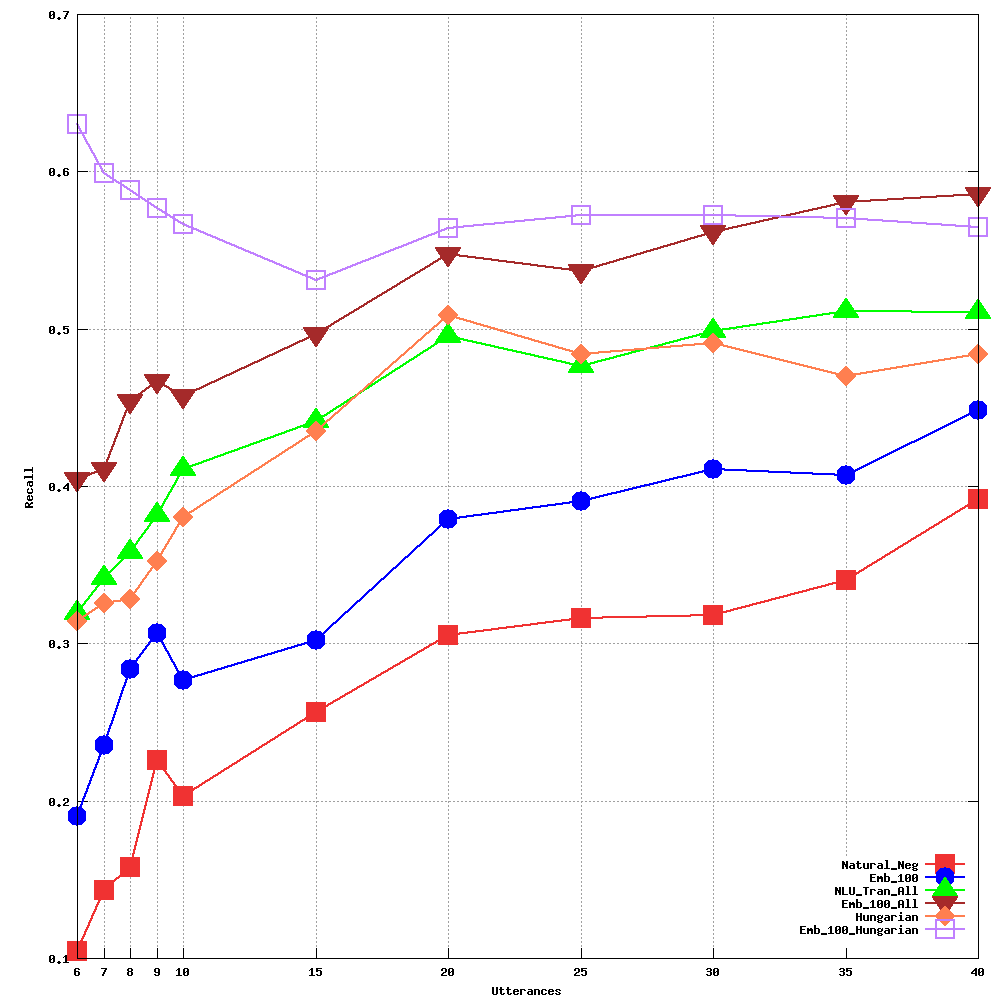 0.7
0.6
0.5
0.4
0.3
0.2
0.1
Recall
6 7 8 9 10 15 20 25 30 35 40
Utterances
Natural_Neg
Emb_100
NLU_Tran_All
Emb_100_All
Hungarian
Emb_100_Hungarian